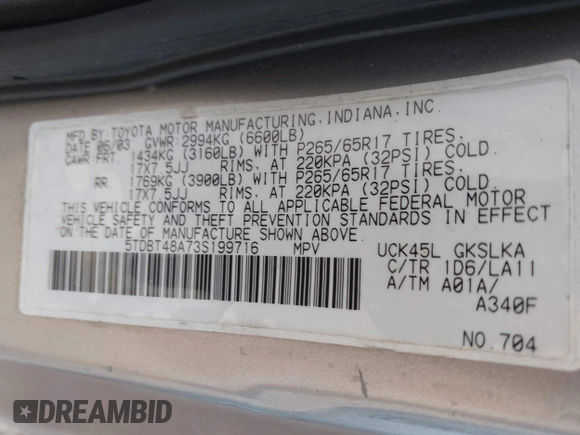 MFD.BY:TOYOTA MOTOR MANUFACTURING.INDIANA.INC.
DATE 06/03 GVWR:2994KG (6600LB)
GAWR:FRT. 1434KG (3160LB) WITH P265/65R17 TIRES.
17X7.5JJ RIMS. AT 220KPA (32PSI) COLD.
RR. 1769KG (3900LB) WITH P265/65R17 TIRES.
17X7.5JJ RIMS. AT 220KPA (32PSI) COLD.
THIS VEHICLE CONFORMS TO ALL APPLICABLE FEDERAL MOTOR
VEHICLE SAFETY AND THEFT PREVENTION STANDARDS IN EFFECT
ON THE DATE OF MANUFACTURE SHOWN ABOVE.
5TDBT48A73S199716 MPV
UCK45L GKSLKA
C/TR 1D6/LA11
A/TM A01A/
A340F
NO.704
DREAMBID